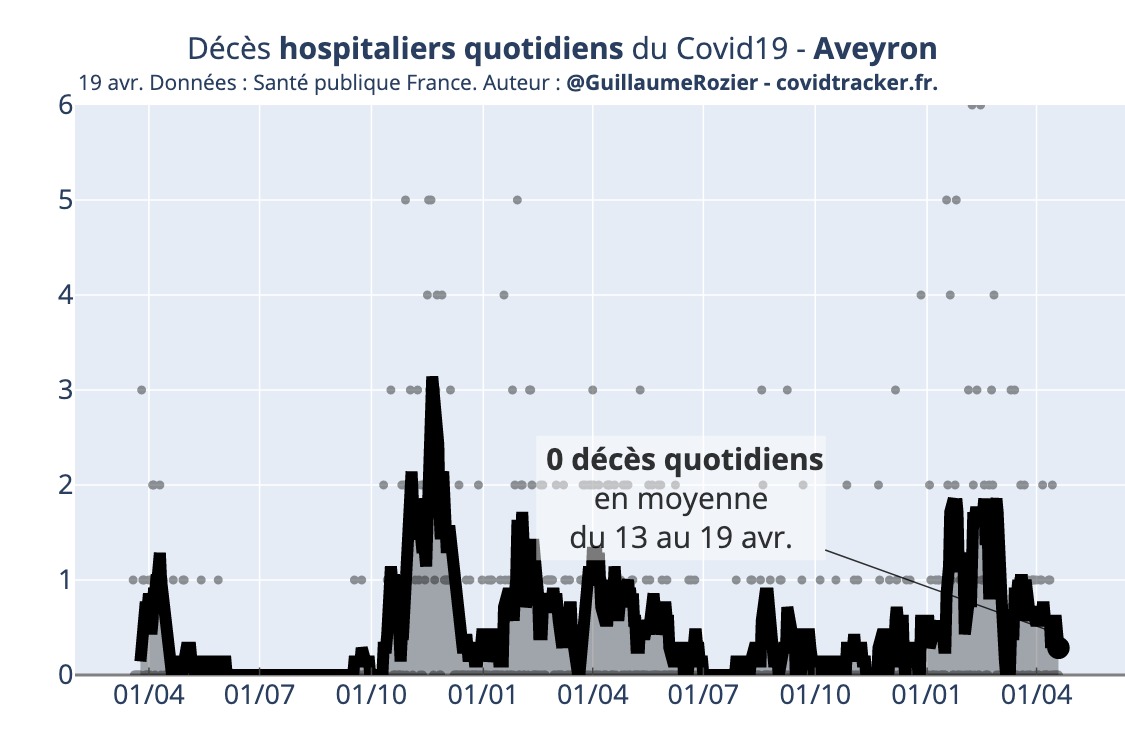 Décès hospitaliers quotidiens du Covid19 - Aveyron
19 avr. Données : Santé publique France. Auteur : @GuillaumeRozier - covidtracker.fr.
6
5
4
3
2
1
0
0 décès quotidiens
en moyenne
du 13 au 19 avr.
01/04 01/07 01/10 01/01 01/04 01/07 01/10 01/01 01/04